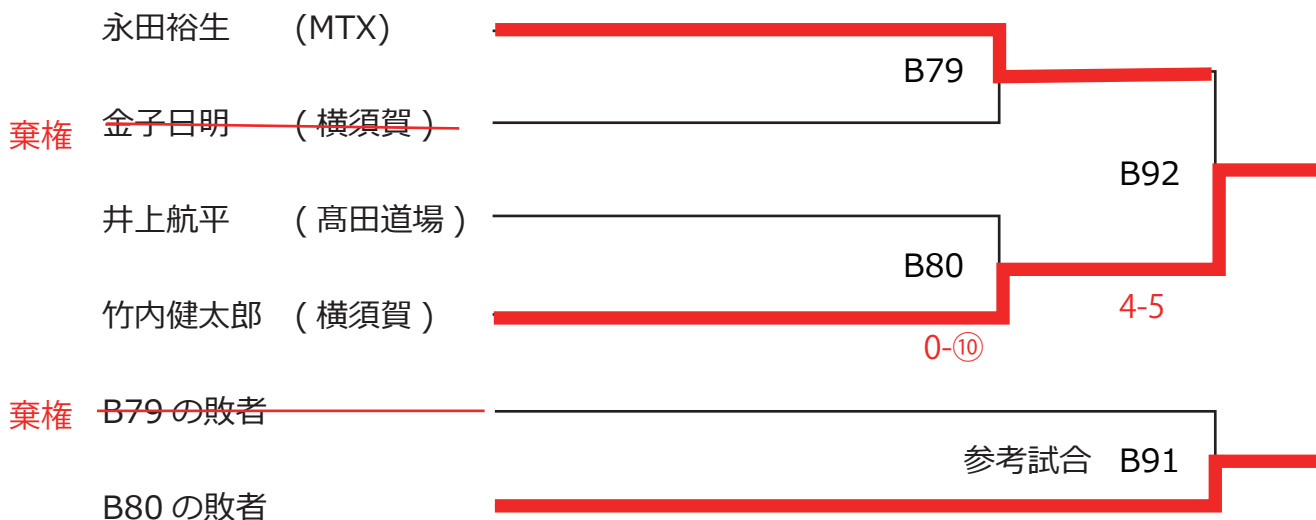 永田裕生 (MTX)
B79
棄権 金子日明 ( 横須賀 )
B92
井上航平 ( 髙田道場 )
B80
竹内健太郎 ( 横須賀 )
4-5
0-⑩
棄権 B79 の敗者
参考試合 B91
B80 の敗者